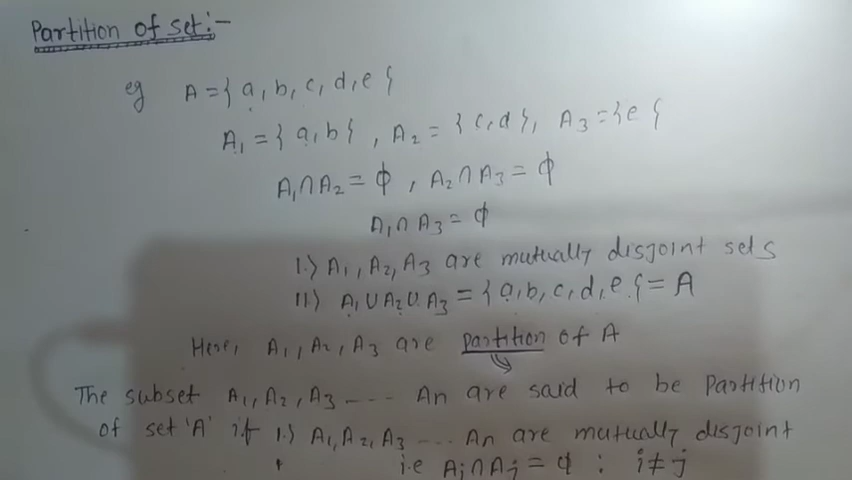 Partition of set:-
eg A = { a, b, c, d, e }
A₁ = { a, b }, A₂ = { c, d }, A₃ = { e }
A₁ ∩ A₂ = ϕ, A₂ ∩ A₃ = ϕ
A₁ ∩ A₃ = ϕ
I.) A₁, A₂, A₃ are mutually disjoint sets
II.) A₁ ∪ A₂ ∪ A₃ = { a, b, c, d, e } = A
Here, A₁, A₂, A₃ are partition of A
The subset A₁, A₂, A₃ ---- An are said to be Partition
of set 'A' if I.) A₁, A₂, A₃ ---- An are mutually disjoint
i.e Ai ∩ Aj = ϕ : i ≠ j